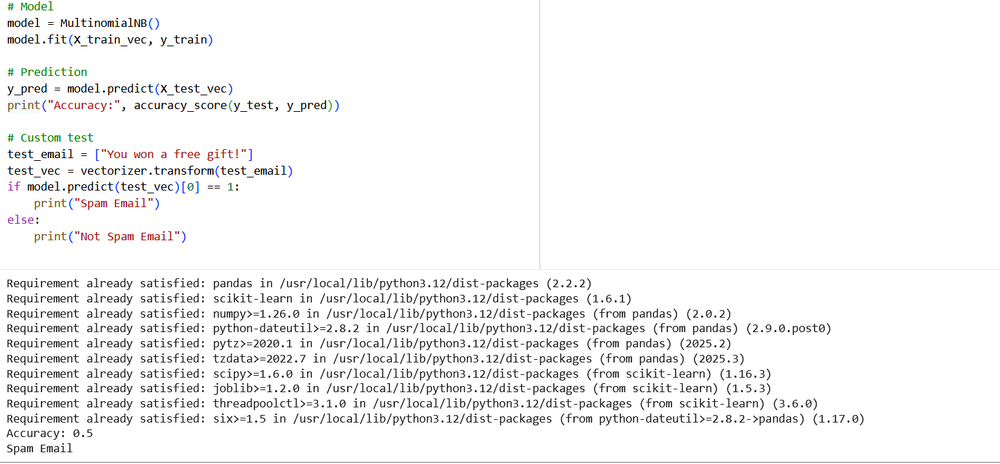 # Model
model = MultinomialNB()
model.fit(X_train_vec, y_train)
# Prediction
y_pred = model.predict(X_test_vec)
print("Accuracy:", accuracy_score(y_test, y_pred))
# Custom test
test_email = ["You won a free gift!"]
test_vec = vectorizer.transform(test_email)
if model.predict(test_vec)[0] == 1:
    print("Spam Email")
else:
    print("Not Spam Email")
Requirement already satisfied: pandas in /usr/local/lib/python3.12/dist-packages (2.2.2)
Requirement already satisfied: scikit-learn in /usr/local/lib/python3.12/dist-packages (1.6.1)
Requirement already satisfied: numpy>=1.26.0 in /usr/local/lib/python3.12/dist-packages (from pandas) (2.0.2)
Requirement already satisfied: python-dateutil>=2.8.2 in /usr/local/lib/python3.12/dist-packages (from pandas) (2.9.0.post0)
Requirement already satisfied: pytz>=2020.1 in /usr/local/lib/python3.12/dist-packages (from pandas) (2025.2)
Requirement already satisfied: tzdata>=2022.7 in /usr/local/lib/python3.12/dist-packages (from pandas) (2025.3)
Requirement already satisfied: scipy>=1.6.0 in /usr/local/lib/python3.12/dist-packages (from scikit-learn) (1.16.3)
Requirement already satisfied: joblib>=1.2.0 in /usr/local/lib/python3.12/dist-packages (from scikit-learn) (1.5.3)
Requirement already satisfied: threadpoolctl>=3.1.0 in /usr/local/lib/python3.12/dist-packages (from scikit-learn) (3.6.0)
Requirement already satisfied: six>=1.5 in /usr/local/lib/python3.12/dist-packages (from python-dateutil>=2.8.2->pandas) (1.17.0)
Accuracy: 0.5
Spam Email